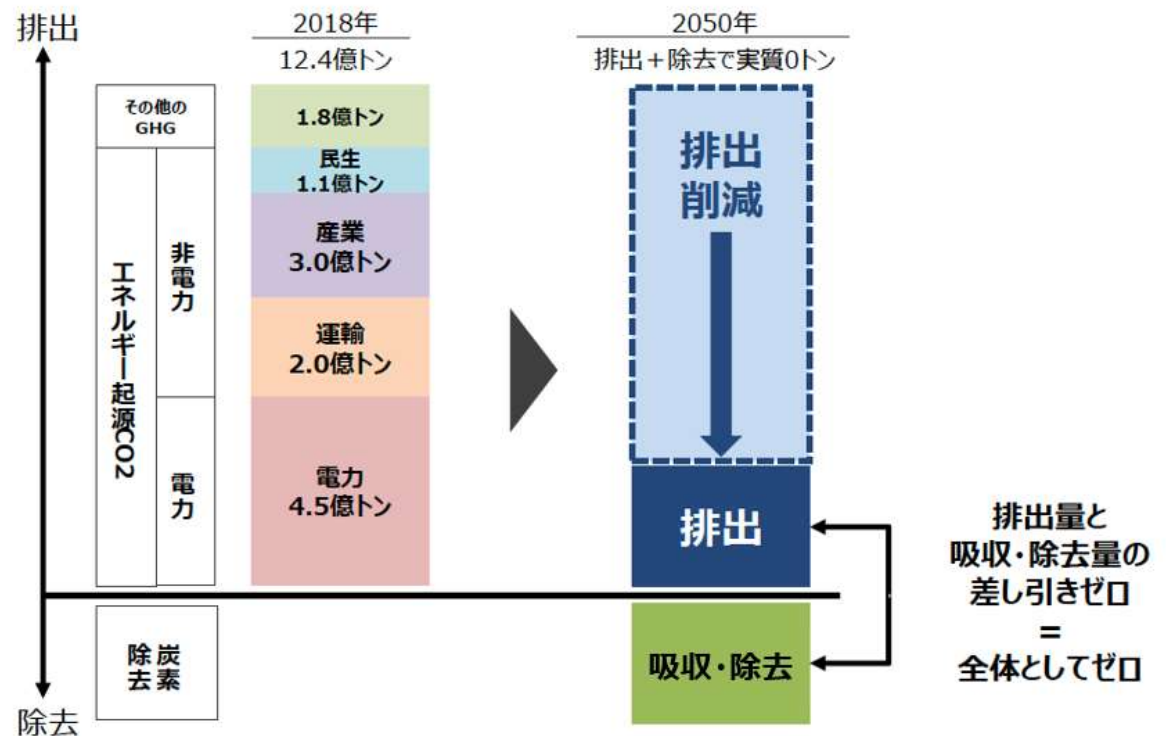 排出
2018年
12.4億トン
2050年
排出+除去で実質0トン
その他の
GHG
エネルギー起源CO2
非電力
電力
1.8億トン
民生
1.1億トン
産業
3.0億トン
運輸
2.0億トン
電力
4.5億トン
排出
削減
排出
吸収・除去
排出量と
吸収・除去量の
差し引きゼロ
=
全体としてゼロ
炭素
除去
除去